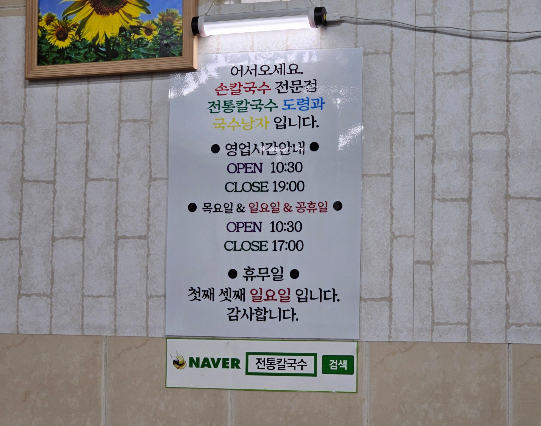 어서오세요.
손칼국수 전문점
전통칼국수 도령과
국수낭자 입니다.
● 영업시간안내 ●
OPEN 10:30
CLOSE 19:00
● 목요일 & 일요일 & 공휴일 ●
OPEN 10:30
CLOSE 17:00
● 휴무일 ●
첫째 셋째 일요일 입니다.
감사합니다.
NAVER 전통칼국수 검색